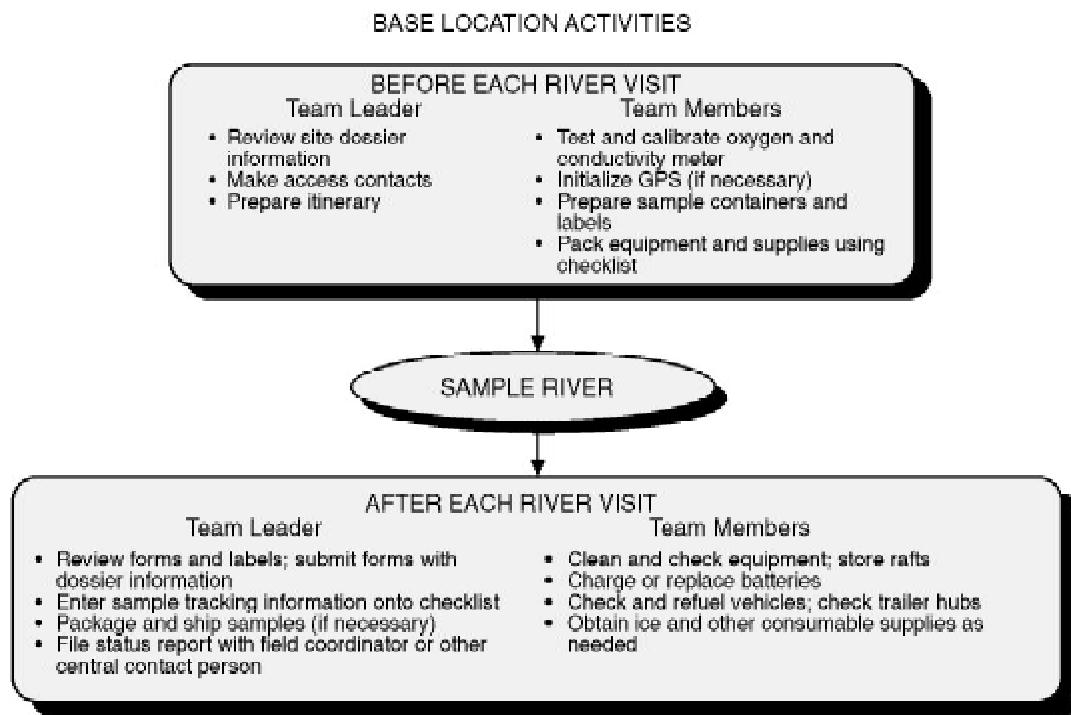 BASE LOCATION ACTIVITIES
BEFORE EACH RIVER VISIT
Team Leader
• Review site dossier
information
• Make access contacts
• Prepare itinerary
Team Members
• Test and calibrate oxygen and
conductivity meter
• Initialize GPS (if necessary)
• Prepare sample containers and
labels
• Pack equipment and supplies using
checklist
SAMPLE RIVER
AFTER EACH RIVER VISIT
Team Leader
• Review forms and labels; submit forms with
dossier information
• Enter sample tracking information onto checklist
• Package and ship samples (if necessary)
• File status report with field coordinator or other
central contact person
Team Members
• Clean and check equipment; store rafts
• Charge or replace batteries
• Check and refuel vehicles; check trailer hubs
• Obtain ice and other consumable supplies as
needed